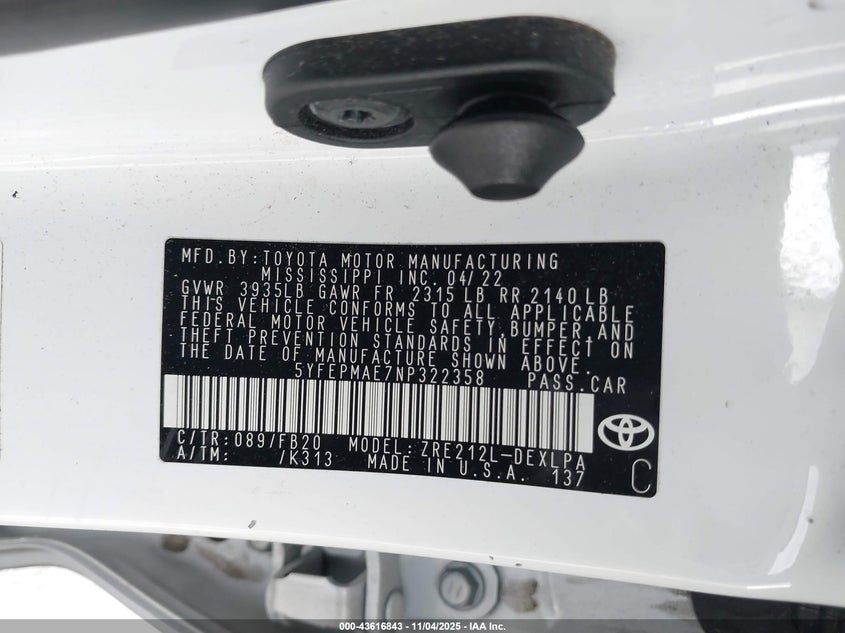 MFD.BY:TOYOTA MOTOR MANUFACTURING
MISSISSIPPI INC. 04/22
GVWR 3935LB GAWR FR 2315 LB RR 2140 LB
THIS VEHICLE CONFORMS TO ALL APPLICABLE
FEDERAL MOTOR VEHICLE SAFETY, BUMPER, AND
THEFT PREVENTION STANDARDS IN EFFECT ON
THE DATE OF MANUFACTURE SHOWN ABOVE.
5YFEPMAE7NP322358 PASS.CAR
C/TR:089/FB20 MODEL:ZRE212L-DEXLPA
A/TM: /K313 MADE IN U.S.A. 137
C
000-43616843 - 11/04/2025 - IAA Inc.